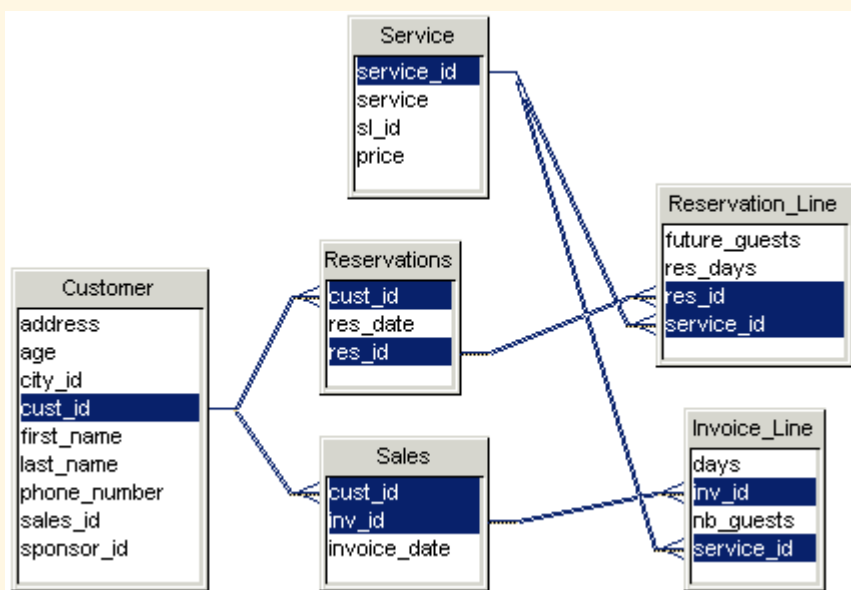 Service
service_id
service
sl_id
price
Reservation_Line
future_guests
res_days
res_id
service_id
Reservations
cust_id
res_date
res_id
Customer
address
age
city_id
cust_id
first_name
last_name
phone_number
sales_id
sponsor_id
Sales
cust_id
inv_id
invoice_date
Invoice_Line
days
inv_id
nb_guests
service_id